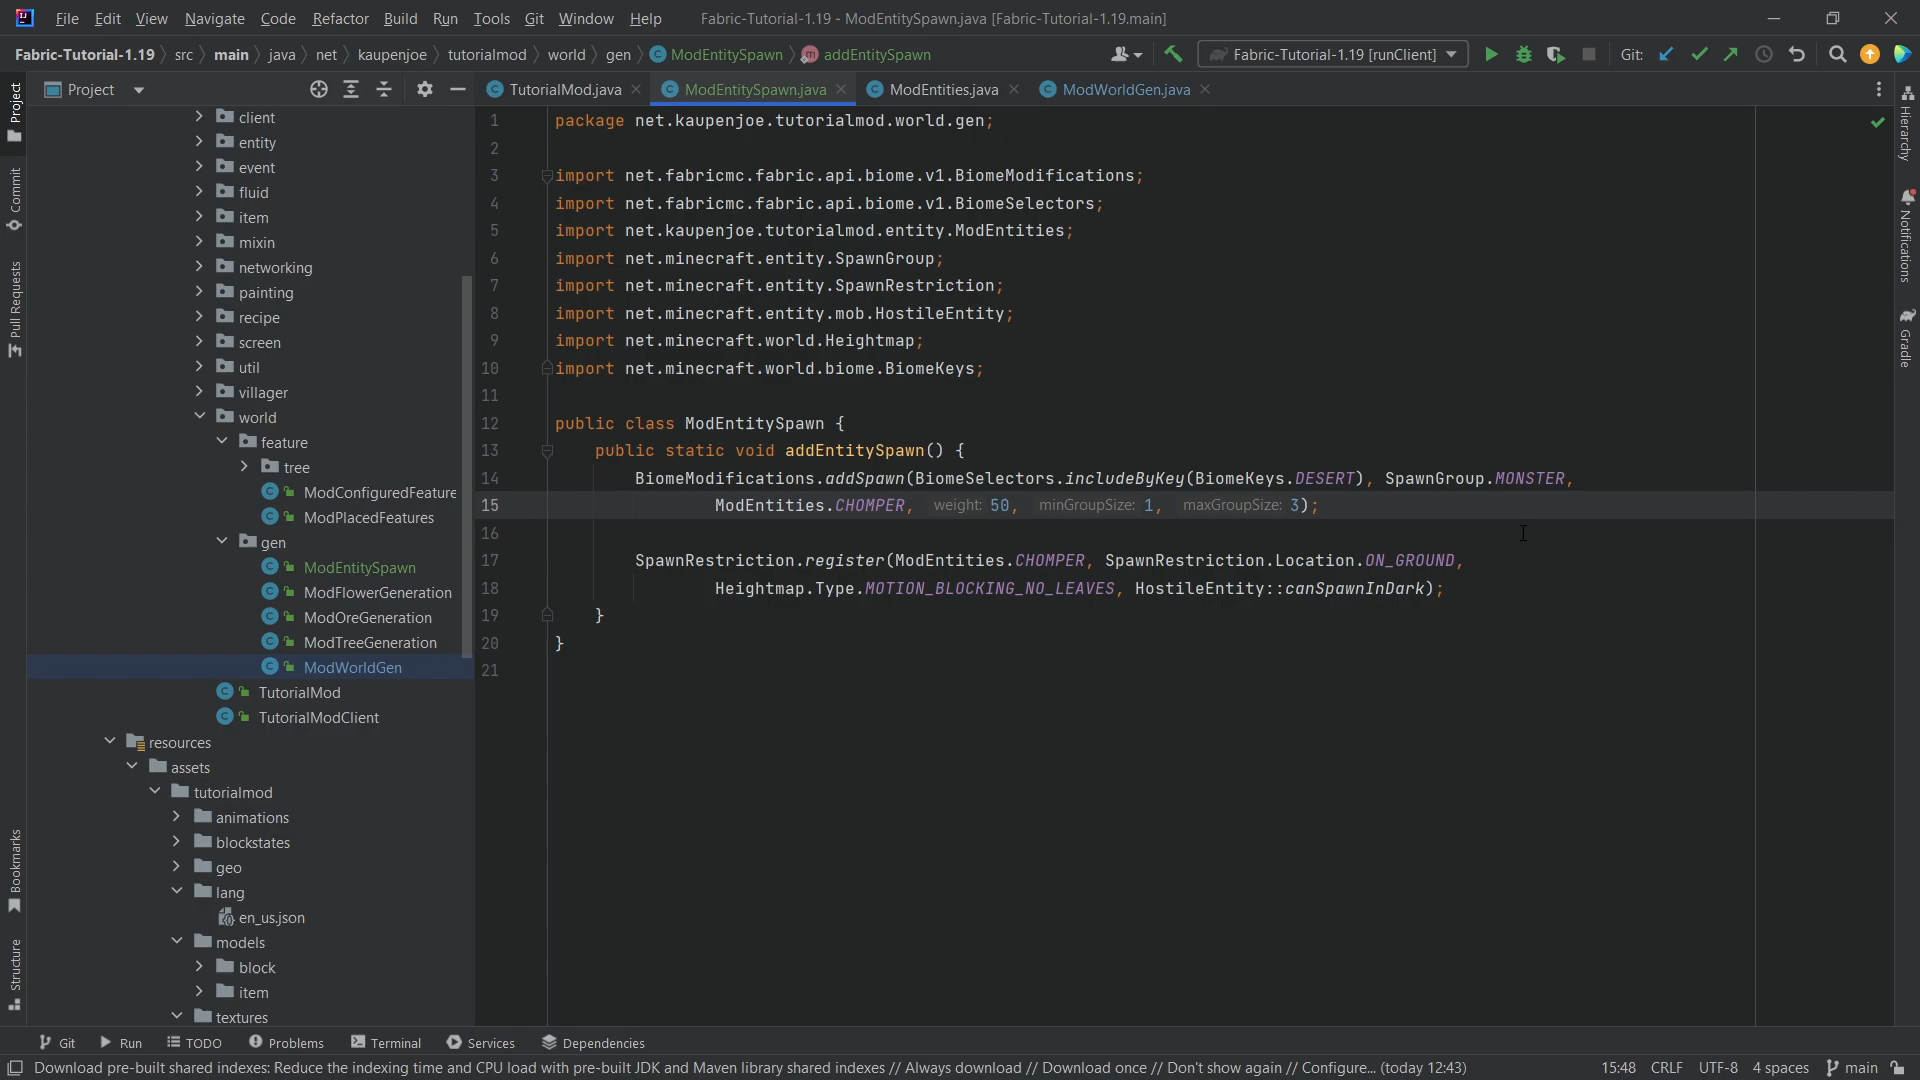 File Edit View Navigate Code Refactor Build Run Tools Git Window Help Fabric-Tutorial-1.19 - ModEntitySpawn.java [Fabric-Tutorial-1.19.main]
Fabric-Tutorial-1.19 src main java net kaupenjoe tutorialmod world gen ModEntitySpawn addEntitySpawn Fabric-Tutorial-1.19 [runClient] Git:
Project TutorialMod.java ModEntitySpawn.java ModEntities.java ModWorldGen.java
Project
Commit
Pull Requests
Bookmarks
Structure
client
entity
event
fluid
item
mixin
networking
painting
recipe
screen
util
villager
world
feature
tree
ModConfiguredFeature
ModPlacedFeatures
gen
ModEntitySpawn
ModFlowerGeneration
ModOreGeneration
ModTreeGeneration
ModWorldGen
TutorialMod
TutorialModClient
resources
assets
tutorialmod
animations
blockstates
geo
lang
en_us.json
models
block
item
textures
1 package net.kaupenjoe.tutorialmod.world.gen;
2
3 import net.fabricmc.fabric.api.biome.v1.BiomeModifications;
4 import net.fabricmc.fabric.api.biome.v1.BiomeSelectors;
5 import net.kaupenjoe.tutorialmod.entity.ModEntities;
6 import net.minecraft.entity.SpawnGroup;
7 import net.minecraft.entity.SpawnRestriction;
8 import net.minecraft.entity.mob.HostileEntity;
9 import net.minecraft.world.Heightmap;
10 import net.minecraft.world.biome.BiomeKeys;
11
12 public class ModEntitySpawn {
13 public static void addEntitySpawn() {
14 BiomeModifications.addSpawn(BiomeSelectors.includeByKey(BiomeKeys.DESERT), SpawnGroup.MONSTER,
15 ModEntities.CHOMPER, weight: 50, minGroupSize: 1, maxGroupSize: 3);
16
17 SpawnRestriction.register(ModEntities.CHOMPER, SpawnRestriction.Location.ON_GROUND,
18 Heightmap.Type.MOTION_BLOCKING_NO_LEAVES, HostileEntity::canSpawnInDark);
19 }
20 }
21
Hierarchy
Notifications
Gradle
Git Run TODO Problems Terminal Services Dependencies
Download pre-built shared indexes: Reduce the indexing time and CPU load with pre-built JDK and Maven library shared indexes // Always download // Download once // Don't show again // Configure... (today 12:43) 15:48 CRLF UTF-8 4 spaces main